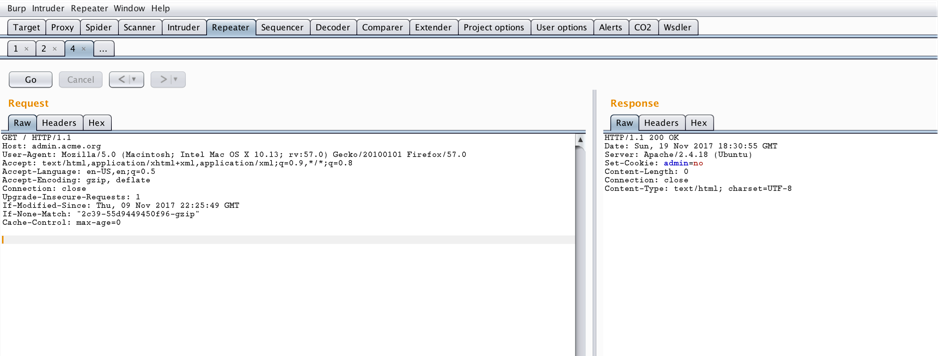 Burp Intruder Repeater Window Help
Target Proxy Spider Scanner Intruder Repeater Sequencer Decoder Comparer Extender Project options User options Alerts CO2 Wsdler
1 × 2 × 4 × ...
Go Cancel < ▼ > ▼
Request
Raw Headers Hex
GET / HTTP/1.1
Host: admin.acme.org
User-Agent: Mozilla/5.0 (Macintosh; Intel Mac OS X 10.13; rv:57.0) Gecko/20100101 Firefox/57.0
Accept: text/html,application/xhtml+xml,application/xml;q=0.9,*/*;q=0.8
Accept-Language: en-US,en;q=0.5
Accept-Encoding: gzip, deflate
Connection: close
Upgrade-Insecure-Requests: 1
If-Modified-Since: Thu, 09 Nov 2017 22:25:49 GMT
If-None-Match: "2c39-55d9449450f96-gzip"
Cache-Control: max-age=0
Response
Raw Headers Hex
HTTP/1.1 200 OK
Date: Sun, 19 Nov 2017 18:30:55 GMT
Server: Apache/2.4.18 (Ubuntu)
Set-Cookie: admin=no
Content-Length: 0
Connection: close
Content-Type: text/html; charset=UTF-8